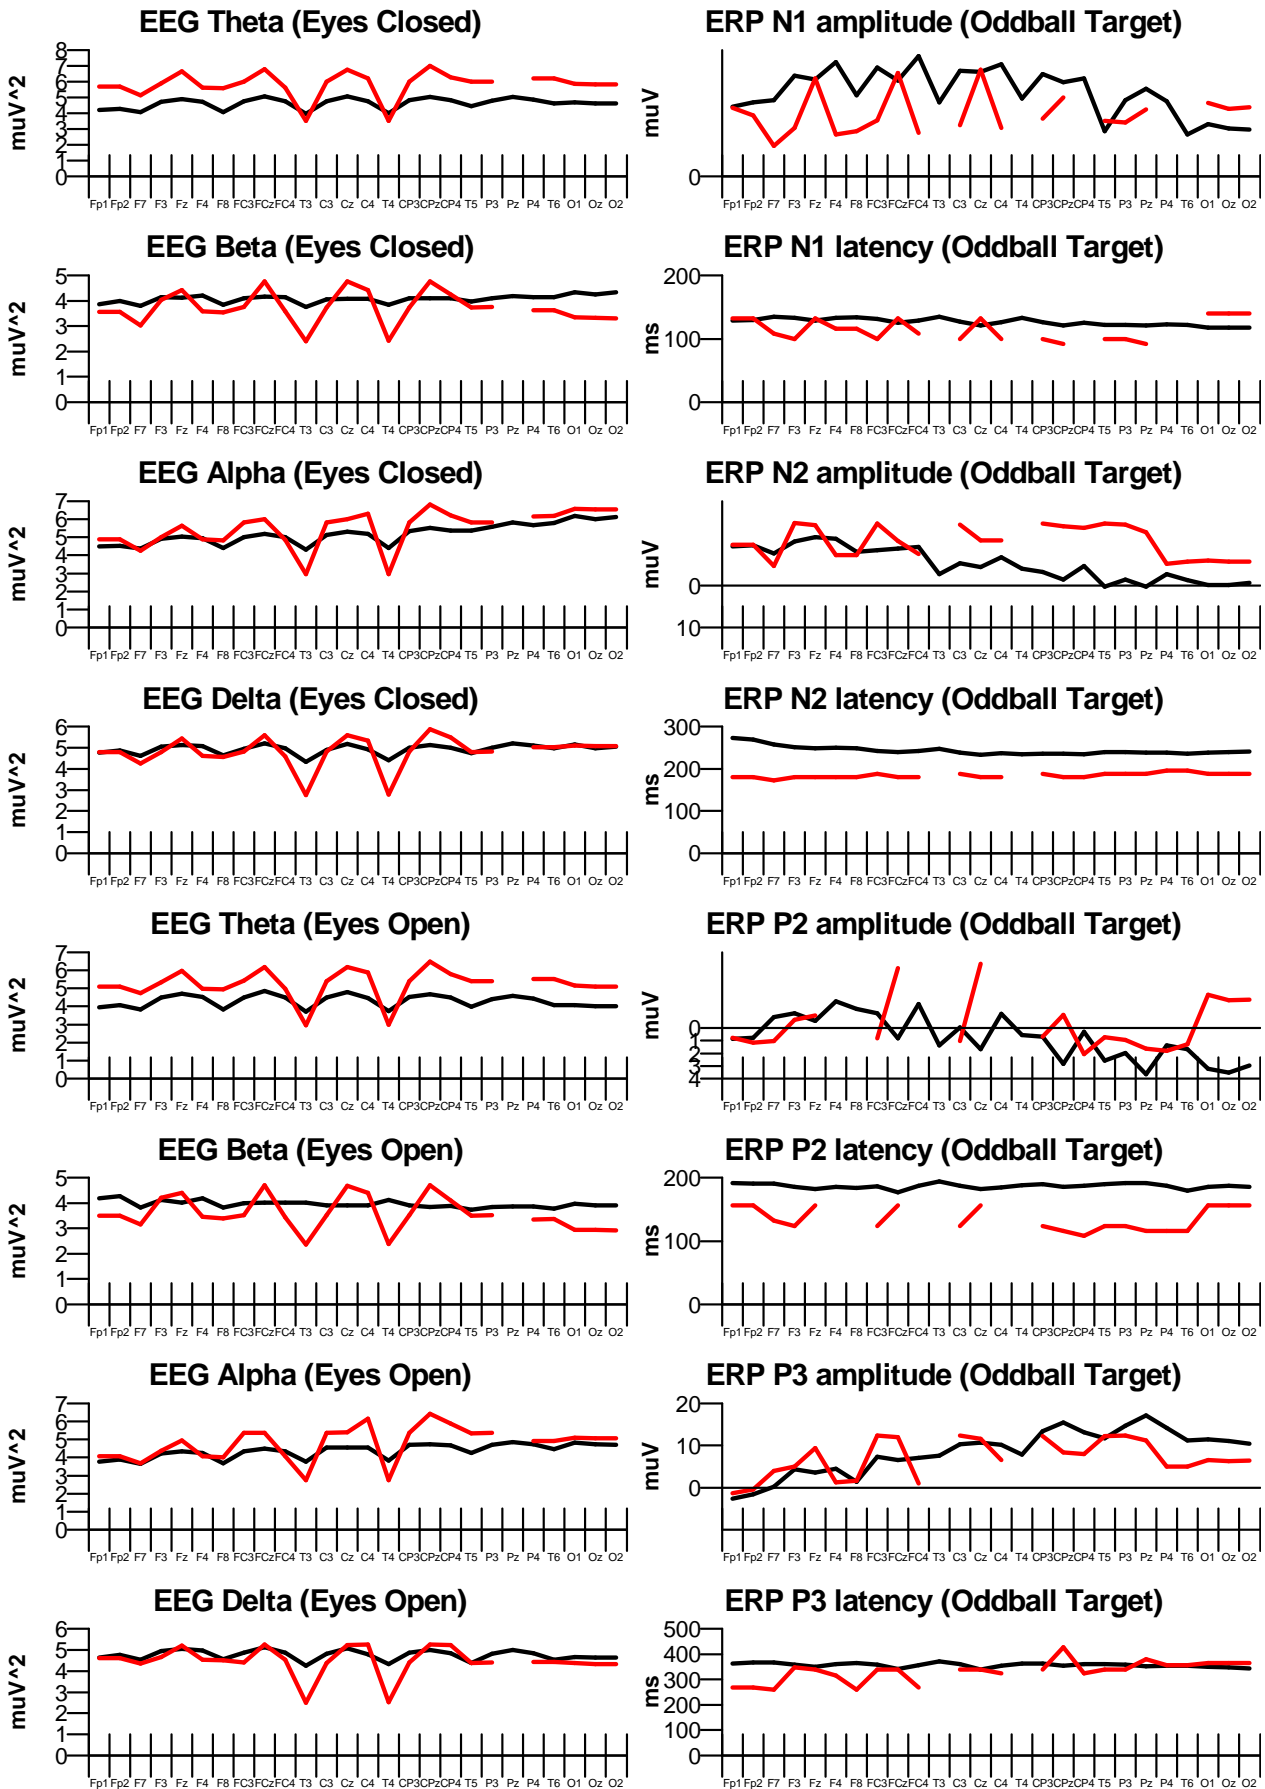 EEG Theta (Eyes Closed)
muV^2
8
7
6
5
4
3
2
1
0
Fp1 Fp2 F7 F3 Fz F4 F8 FC3 FCz FC4 T3 C3 Cz C4 T4 CP3 CPz CP4 T5 P3 Pz P4 T6 O1 Oz O2
ERP N1 amplitude (Oddball Target)
muV
0
Fp1 Fp2 F7 F3 Fz F4 F8 FC3 FCz FC4 T3 C3 Cz C4 T4 CP3 CPz CP4 T5 P3 Pz P4 T6 O1 Oz O2
EEG Beta (Eyes Closed)
muV^2
5
4
3
2
1
0
Fp1 Fp2 F7 F3 Fz F4 F8 FC3 FCz FC4 T3 C3 Cz C4 T4 CP3 CPz CP4 T5 P3 Pz P4 T6 O1 Oz O2
ERP N1 latency (Oddball Target)
ms
200
100
0
Fp1 Fp2 F7 F3 Fz F4 F8 FC3 FCz FC4 T3 C3 Cz C4 T4 CP3 CPz CP4 T5 P3 Pz P4 T6 O1 Oz O2
EEG Alpha (Eyes Closed)
muV^2
7
6
5
4
3
2
1
0
Fp1 Fp2 F7 F3 Fz F4 F8 FC3 FCz FC4 T3 C3 Cz C4 T4 CP3 CPz CP4 T5 P3 Pz P4 T6 O1 Oz O2
ERP N2 amplitude (Oddball Target)
muV
0
10
Fp1 Fp2 F7 F3 Fz F4 F8 FC3 FCz FC4 T3 C3 Cz C4 T4 CP3 CPz CP4 T5 P3 Pz P4 T6 O1 Oz O2
EEG Delta (Eyes Closed)
muV^2
6
5
4
3
2
1
0
Fp1 Fp2 F7 F3 Fz F4 F8 FC3 FCz FC4 T3 C3 Cz C4 T4 CP3 CPz CP4 T5 P3 Pz P4 T6 O1 Oz O2
ERP N2 latency (Oddball Target)
ms
300
200
100
0
Fp1 Fp2 F7 F3 Fz F4 F8 FC3 FCz FC4 T3 C3 Cz C4 T4 CP3 CPz CP4 T5 P3 Pz P4 T6 O1 Oz O2
EEG Theta (Eyes Open)
muV^2
7
6
5
4
3
2
1
0
Fp1 Fp2 F7 F3 Fz F4 F8 FC3 FCz FC4 T3 C3 Cz C4 T4 CP3 CPz CP4 T5 P3 Pz P4 T6 O1 Oz O2
ERP P2 amplitude (Oddball Target)
muV
0
1
2
3
4
Fp1 Fp2 F7 F3 Fz F4 F8 FC3 FCz FC4 T3 C3 Cz C4 T4 CP3 CPz CP4 T5 P3 Pz P4 T6 O1 Oz O2
EEG Beta (Eyes Open)
muV^2
5
4
3
2
1
0
Fp1 Fp2 F7 F3 Fz F4 F8 FC3 FCz FC4 T3 C3 Cz C4 T4 CP3 CPz CP4 T5 P3 Pz P4 T6 O1 Oz O2
ERP P2 latency (Oddball Target)
ms
200
100
0
Fp1 Fp2 F7 F3 Fz F4 F8 FC3 FCz FC4 T3 C3 Cz C4 T4 CP3 CPz CP4 T5 P3 Pz P4 T6 O1 Oz O2
EEG Alpha (Eyes Open)
muV^2
7
6
5
4
3
2
1
0
Fp1 Fp2 F7 F3 Fz F4 F8 FC3 FCz FC4 T3 C3 Cz C4 T4 CP3 CPz CP4 T5 P3 Pz P4 T6 O1 Oz O2
ERP P3 amplitude (Oddball Target)
muV
20
10
0
Fp1 Fp2 F7 F3 Fz F4 F8 FC3 FCz FC4 T3 C3 Cz C4 T4 CP3 CPz CP4 T5 P3 Pz P4 T6 O1 Oz O2
EEG Delta (Eyes Open)
muV^2
6
5
4
3
2
1
0
Fp1 Fp2 F7 F3 Fz F4 F8 FC3 FCz FC4 T3 C3 Cz C4 T4 CP3 CPz CP4 T5 P3 Pz P4 T6 O1 Oz O2
ERP P3 latency (Oddball Target)
ms
500
400
300
200
100
0
Fp1 Fp2 F7 F3 Fz F4 F8 FC3 FCz FC4 T3 C3 Cz C4 T4 CP3 CPz CP4 T5 P3 Pz P4 T6 O1 Oz O2